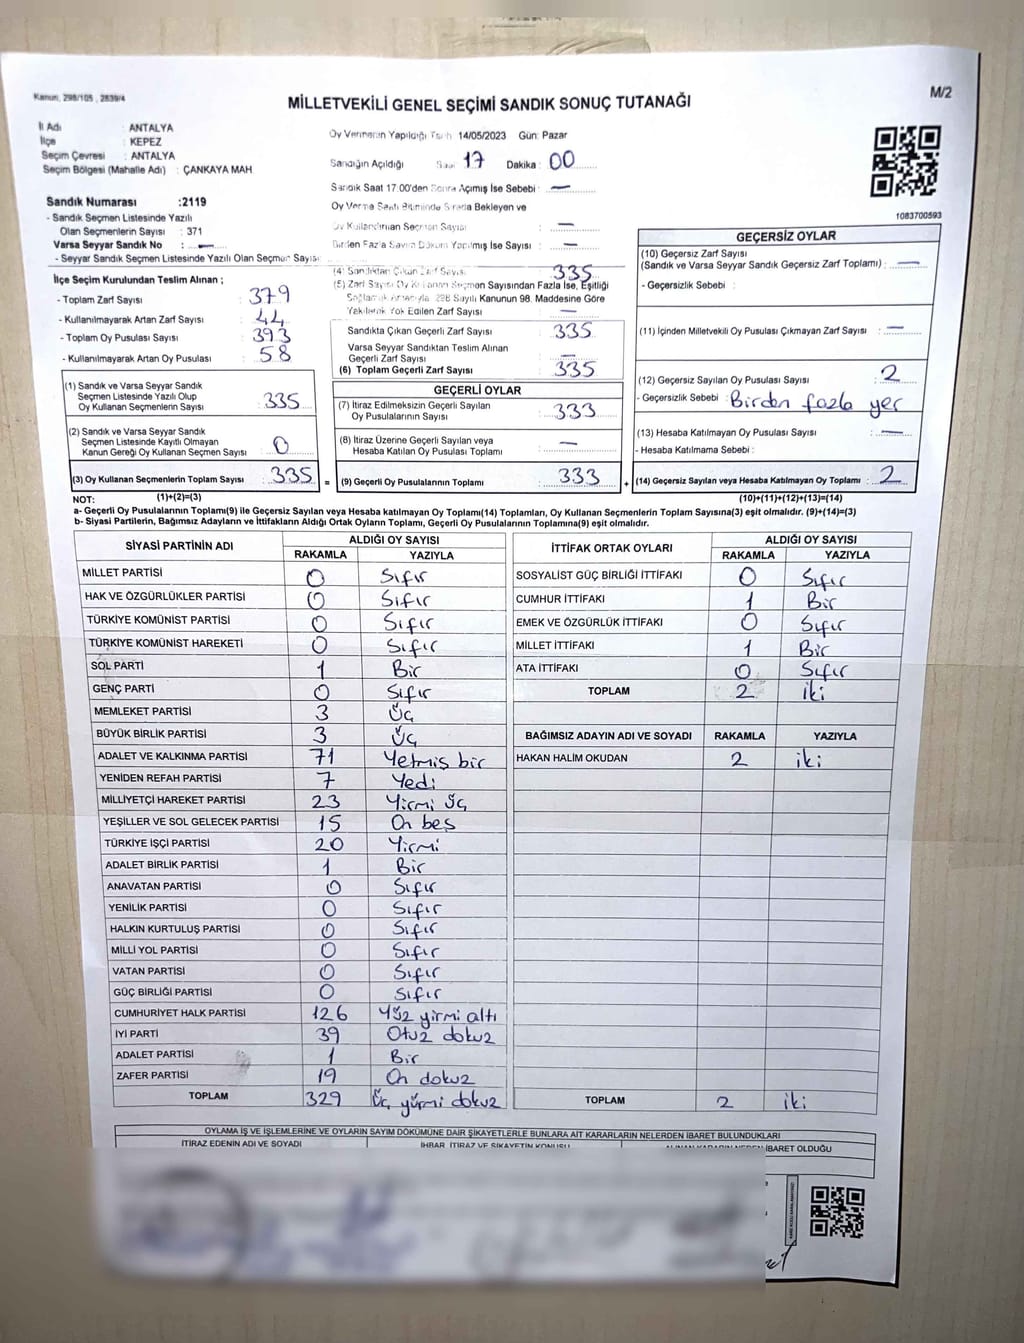 Kanun, 298/105 , 2839/4
MİLLETVEKİLİ GENEL SEÇİMİ SANDIK SONUÇ TUTANAĞI
M/2
İl Adı : ANTALYA
İlçe : KEPEZ
Seçim Çevresi : ANTALYA
Seçim Bölgesi (Mahalle Adı) : ÇANKAYA MAH
Sandık Numarası :2119
- Sandık Seçmen Listesinde Yazılı
Olan Seçmenlerin Sayısı : 371
Varsa Seyyar Sandık No : —
- Seyyar Sandık Seçmen Listesinde Yazılı Olan Seçmen Sayısı:
İlçe Seçim Kurulundan Teslim Alınan ;
- Toplam Zarf Sayısı : 379
- Kullanılmayarak Artan Zarf Sayısı : 44
- Toplam Oy Pusulası Sayısı : 393
- Kullanılmayarak Artan Oy Pusulası : 58
(1) Sandık ve Varsa Seyyar Sandık
Seçmen Listesinde Yazılı Olup
Oy Kullanan Seçmenlerin Sayısı : 335
(2) Sandık ve Varsa Seyyar Sandık
Seçmen Listesinde Kayıtlı Olmayan
Kanun Gereği Oy Kullanan Seçmen Sayısı : 0
(3) Oy Kullanan Seçmenlerin Toplam Sayısı : 335
Oy Vermenin Yapıldığı Tarih 14/05/2023 Gün: Pazar
Sandığın Açıldığı Saat 17 Dakika : 00
Sandık Saat 17.00'den Sonra Açımış İse Sebebi : —
Oy Verme Saati Bitiminde Sırada Bekleyen ve
Oy Kullandırılan Seçmen Sayısı : —
Birden Fazla Sayım Döküm Yapılmış İse Sayısı : —
(4) Sandıktan Çıkan Zarf Sayısı : 335
(5) Zarf Sayısı Oy Kullanan Seçmen Sayısından Fazla İse, Eşitliği
Sağlamak Amacıyla 298 Sayılı Kanunun 98. Maddesine Göre
Yakılarak Yok Edilen Zarf Sayısı : —
Sandıkta Çıkan Geçerli Zarf Sayısı : 335
Varsa Seyyar Sandıktan Teslim Alınan
Geçerli Zarf Sayısı : —
(6) Toplam Geçerli Zarf Sayısı : 335
GEÇERLİ OYLAR
(7) İtiraz Edilmeksizin Geçerli Sayılan
Oy Pusulalarının Sayısı : 333
(8) İtiraz Üzerine Geçerli Sayılan veya
Hesaba Katılan Oy Pusulası Toplamı : —
= (9) Geçerli Oy Pusulalarının Toplamı : 333
1083700593
GEÇERSİZ OYLAR
(10) Geçersiz Zarf Sayısı
(Sandık ve Varsa Seyyar Sandık Geçersiz Zarf Toplamı) : —
- Geçersizlik Sebebi :
(11) İçinden Milletvekili Oy Pusulası Çıkmayan Zarf Sayısı : —
(12) Geçersiz Sayılan Oy Pusulası Sayısı : 2
- Geçersizlik Sebebi : Birden fazla yer
(13) Hesaba Katılmayan Oy Pusulası Sayısı : —
- Hesaba Katılmama Sebebi :
+ (14) Geçersiz Sayılan veya Hesaba Katılmayan Oy Toplamı : 2
NOT: (1)+(2)=(3) (10)+(11)+(12)+(13)=(14)
a- Geçerli Oy Pusulalarının Toplamı(9) ile Geçersiz Sayılan veya Hesaba Katılmayan Oy Toplamı(14) Toplamları, Oy Kullanan Seçmenlerin Toplam Sayısına(3) eşit olmalıdır. (9)+(14)=(3)
b- Siyasi Partilerin, Bağımsız Adayların ve İttifakların Aldığı Ortak Oyların Toplamı, Geçerli Oy Pusulalarının Toplamına(9) eşit olmalıdır.
SİYASİ PARTİNİN ADI ALDIĞI OY SAYISI
RAKAMLA YAZIYLA
MİLLET PARTİSİ 0 Sıfır
HAK VE ÖZGÜRLÜKLER PARTİSİ 0 Sıfır
TÜRKİYE KOMÜNİST PARTİSİ 0 Sıfır
TÜRKİYE KOMÜNİST HAREKETİ 0 Sıfır
SOL PARTİ 1 Bir
GENÇ PARTİ 0 Sıfır
MEMLEKET PARTİSİ 3 Üç
BÜYÜK BİRLİK PARTİSİ 3 Üç
ADALET VE KALKINMA PARTİSİ 71 Yetmiş bir
YENİDEN REFAH PARTİSİ 7 Yedi
MİLLİYETÇİ HAREKET PARTİSİ 23 Yirmi üç
YEŞİLLER VE SOL GELECEK PARTİSİ 15 On beş
TÜRKİYE İŞÇİ PARTİSİ 20 Yirmi
ADALET BİRLİK PARTİSİ 1 Bir
ANAVATAN PARTİSİ 0 Sıfır
YENİLİK PARTİSİ 0 Sıfır
HALKIN KURTULUŞ PARTİSİ 0 Sıfır
MİLLİ YOL PARTİSİ 0 Sıfır
VATAN PARTİSİ 0 Sıfır
GÜÇ BİRLİĞİ PARTİSİ 0 Sıfır
CUMHURİYET HALK PARTİSİ 126 Yüz yirmi altı
İYİ PARTİ 39 Otuz dokuz
ADALET PARTİSİ 1 Bir
ZAFER PARTİSİ 19 On dokuz
TOPLAM 329 Üç yirmi dokuz
İTTİFAK ORTAK OYLARI ALDIĞI OY SAYISI
RAKAMLA YAZIYLA
SOSYALİST GÜÇ BİRLİĞİ İTTİFAKI 0 Sıfır
CUMHUR İTTİFAKI 1 Bir
EMEK VE ÖZGÜRLÜK İTTİFAKI 0 Sıfır
MİLLET İTTİFAKI 1 Bir
ATA İTTİFAKI 0 Sıfır
TOPLAM 2 iki
BAĞIMSIZ ADAYIN ADI VE SOYADI RAKAMLA YAZIYLA
HAKAN HALİM OKUDAN 2 iki
TOPLAM 2 iki
OYLAMA İŞ VE İŞLEMLERİNE VE OYLARIN SAYIM DÖKÜMÜNE DAİR ŞİKAYETLERLE BUNLARA AİT KARARLARIN NELERDEN İBARET BULUNDUKLARI
İTİRAZ EDENİN ADI VE SOYADI İHBAR, İTİRAZ VE ŞİKAYETİN KONUSU İBARET OLDUĞU